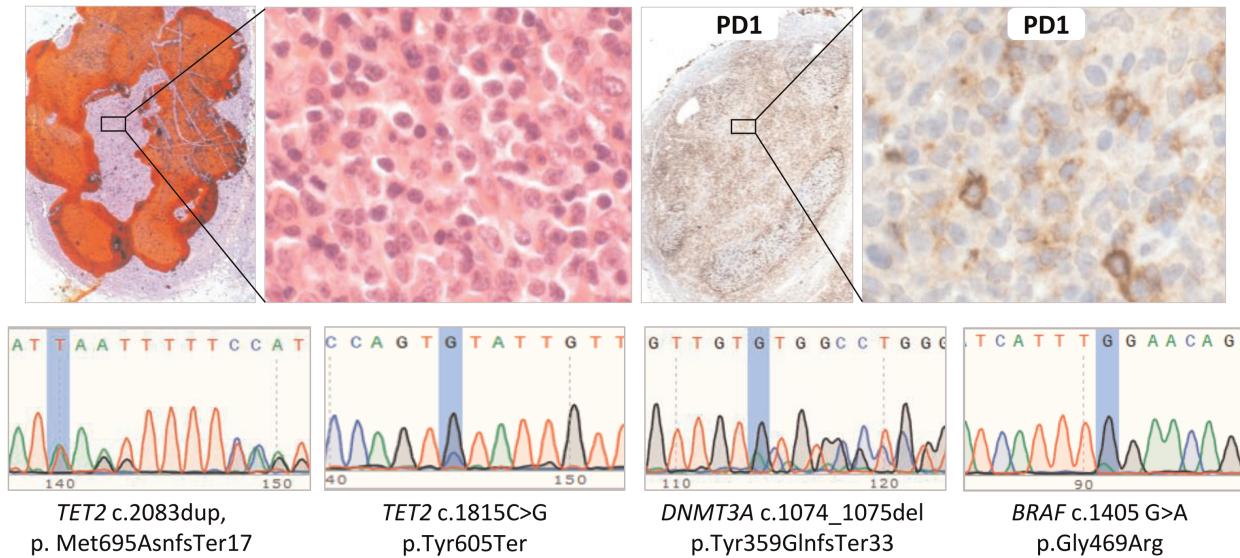 PD1
PD1
A T T A A T T T T T C C A T
140 150
C C A G T G T A T T G T T
40 150
G T T G T G T G G C C T G G G
110 120
T C A T T T G G A A C A G
90
TET2 c.2083dup,
p. Met695AsnfsTer17
TET2 c.1815C>G
p.Tyr605Ter
DNMT3A c.1074_1075del
p.Tyr359GlnfsTer33
BRAF c.1405 G>A
p.Gly469Arg